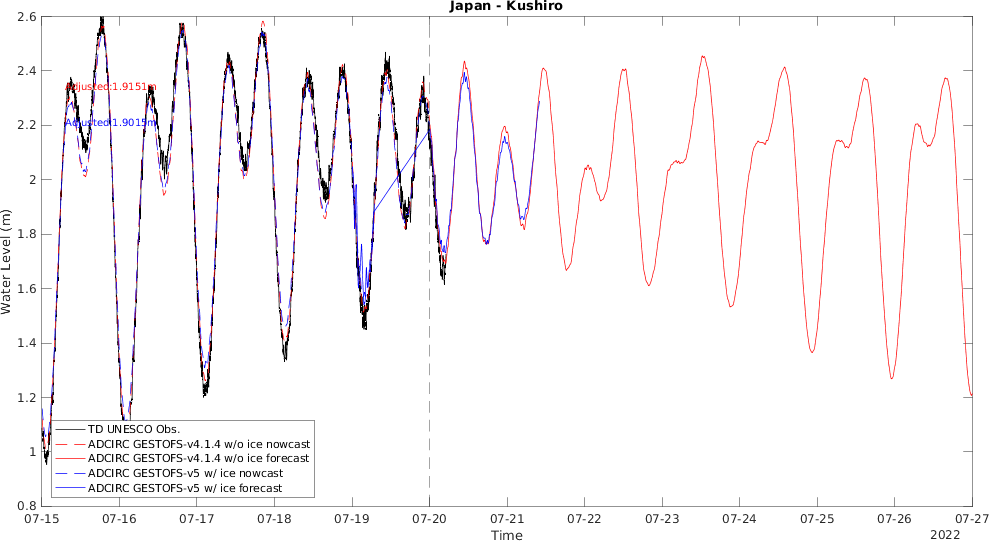 Japan - Kushiro
2.6
2.4
2.2
2
1.8
1.6
1.4
1.2
1
0.8
Water Level (m)
Adjusted:1.9151m
Adjusted:1.9015m
TD UNESCO Obs.
ADCIRC GESTOFS-v4.1.4 w/o ice nowcast
ADCIRC GESTOFS-v4.1.4 w/o ice forecast
ADCIRC GESTOFS-v5 w/ ice nowcast
ADCIRC GESTOFS-v5 w/ ice forecast
07-15 07-16 07-17 07-18 07-19 07-20 07-21 07-22 07-23 07-24 07-25 07-26 07-27
Time
2022